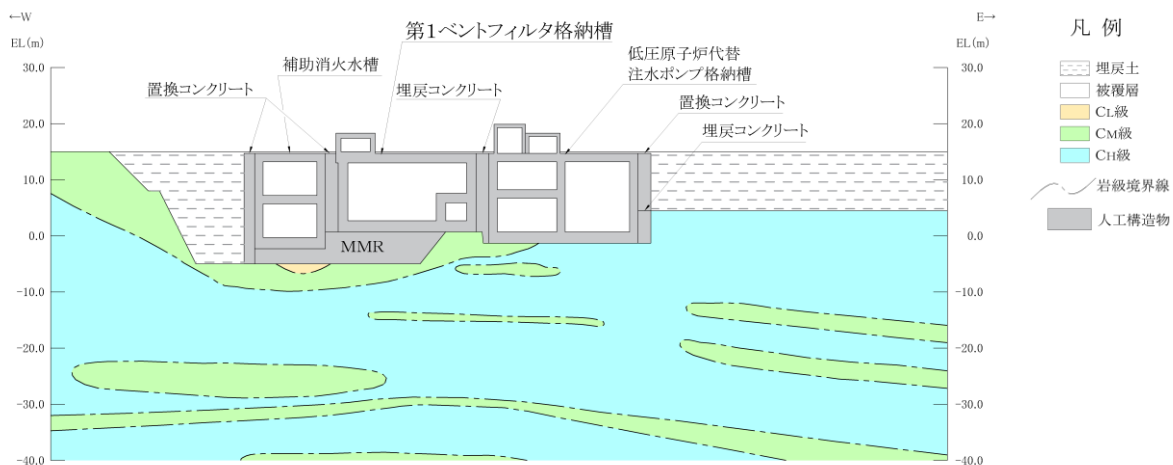 ←W
EL(m)
30.0
20.0
10.0
0.0
-10.0
-20.0
-30.0
-40.0
第1ベントフィルタ格納槽
補助消火水槽
置換コンクリート
埋戻コンクリート
低圧原子炉代替
注水ポンプ格納槽
置換コンクリート
埋戻コンクリート
MMR
E→
EL(m)
30.0
20.0
10.0
0.0
-10.0
-20.0
-30.0
-40.0
凡 例
埋戻土
被覆層
CL級
CM級
CH級
岩級境界線
人工構造物